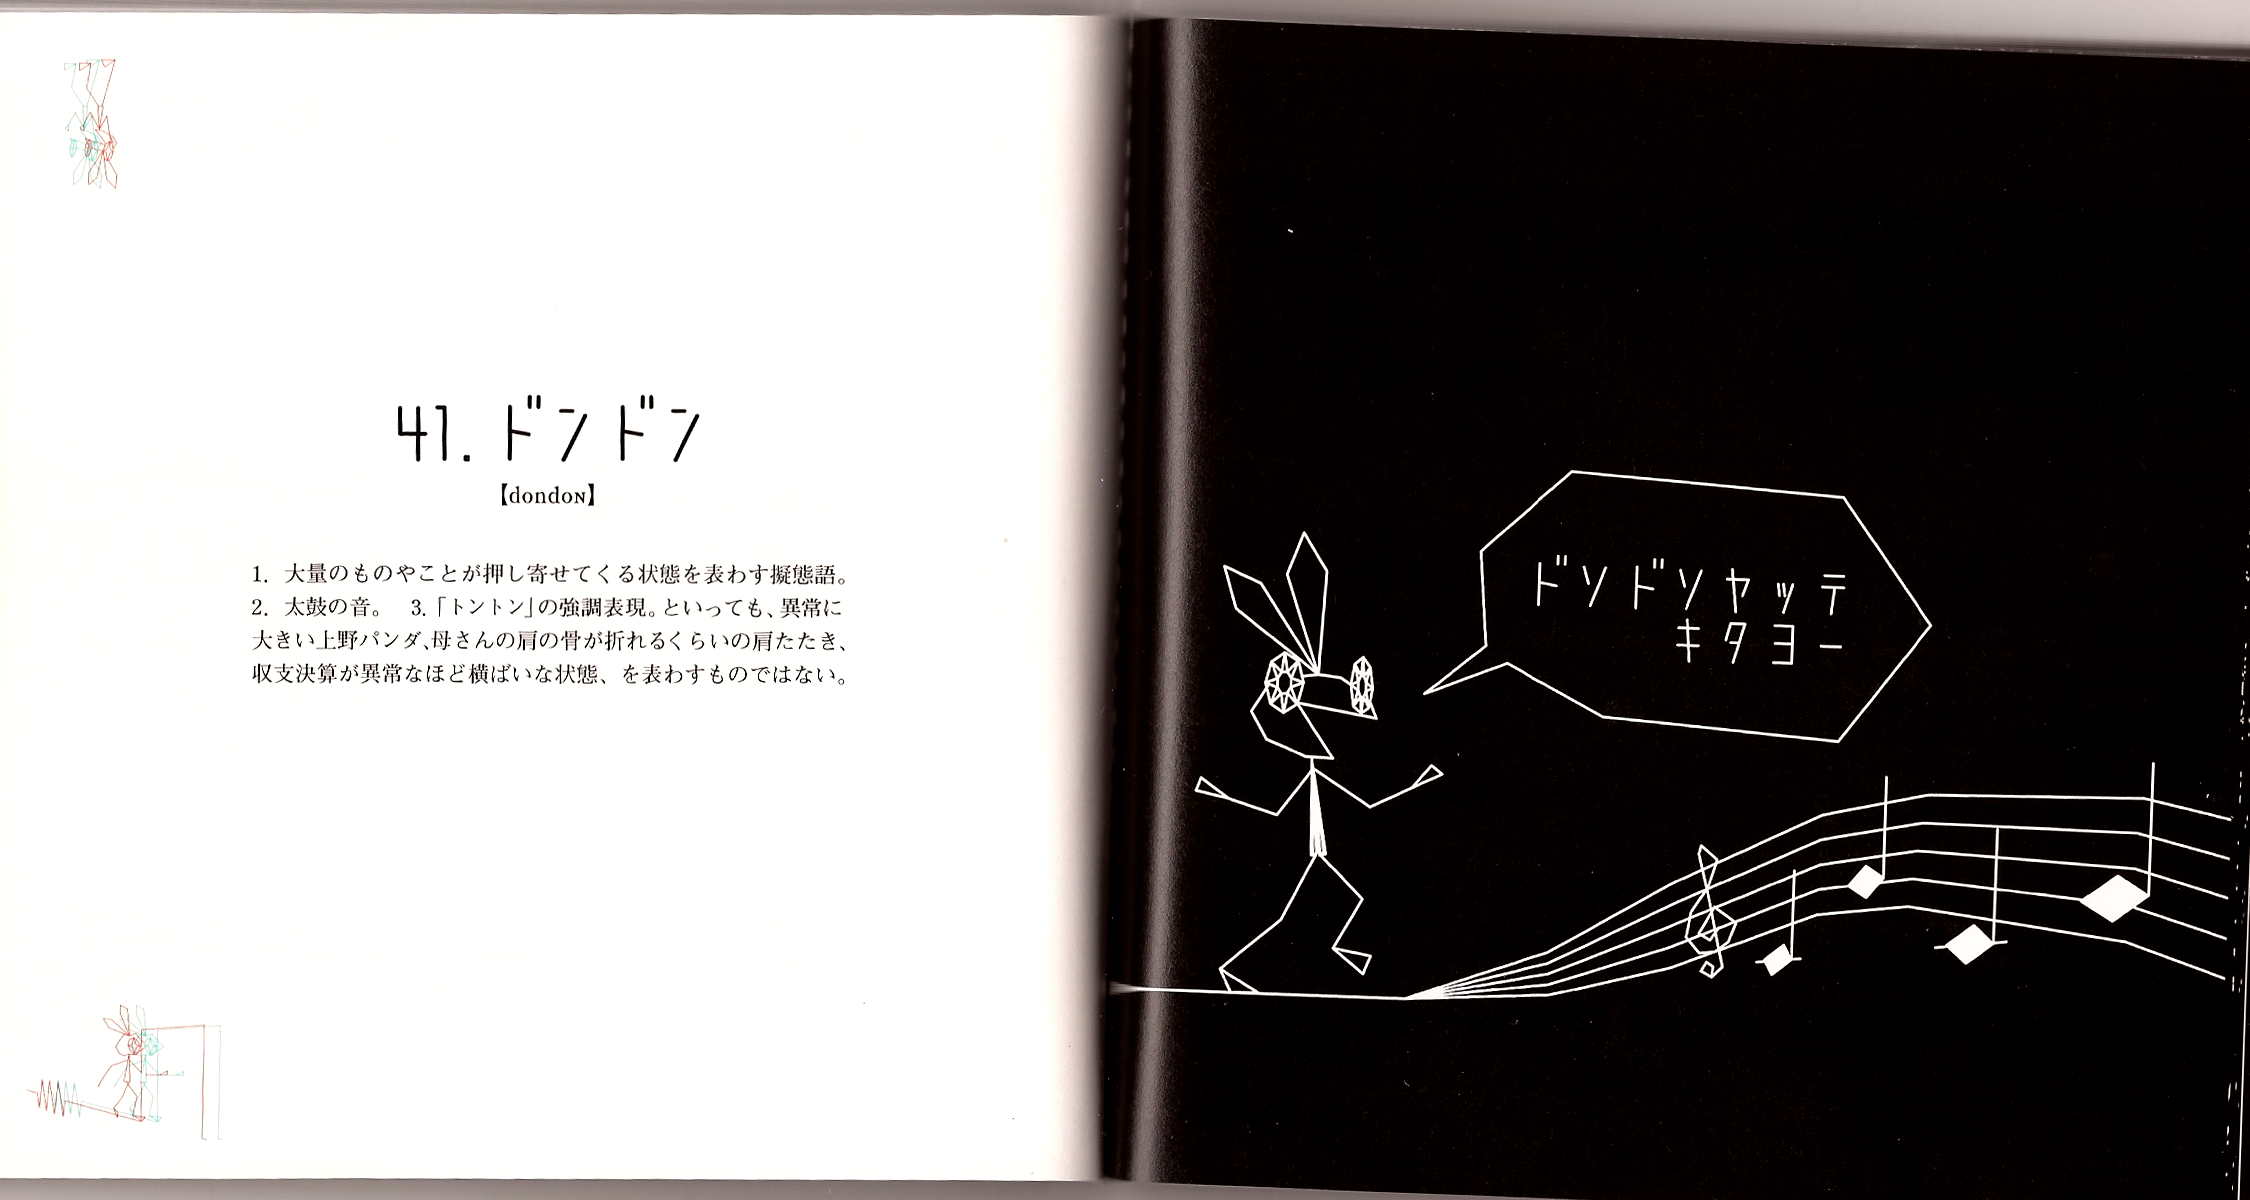 41. ドンドン
【dondoɴ】
1. 大量のものやことが押し寄せてくる状態を表わす擬態語。
2. 太鼓の音。 3.「トントン」の強調表現。といっても、異常に
大きい上野パンダ、母さんの肩の骨が折れるくらいの肩たたき、
収支決算が異常なほど横ばいな状態、を表わすものではない。
ドンドンヤッテ
キタヨー